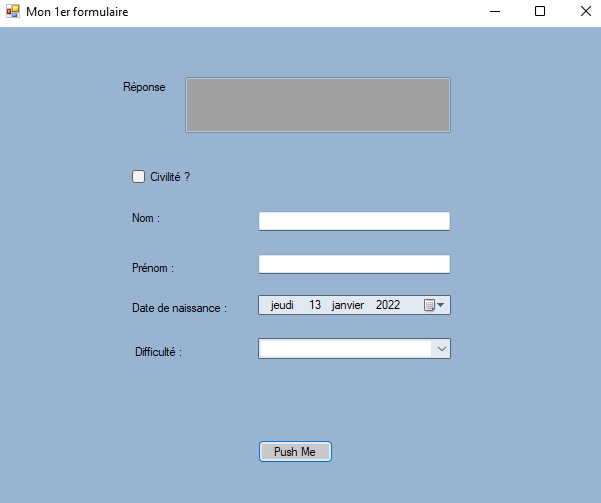 Mon 1er formulaire
Réponse
Civilité ?
Nom :
Prénom :
Date de naissance : jeudi 13 janvier 2022
Difficulté :
Push Me